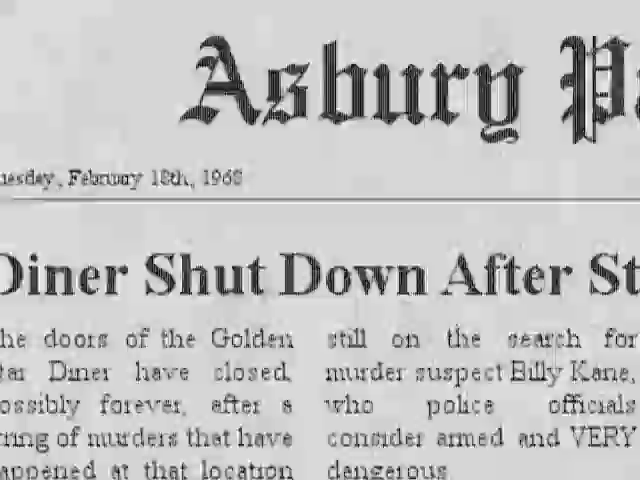 Asbury Pa
uesday, February 18th, 1968
Diner Shut Down After St
he doors of the Golden
tar Diner have closed,
ossibly forever, after a
ring of murders that have
appened at that location
still on the search for
murder suspect Billy Kane,
who police officials
consider armed and VERY
dangerous